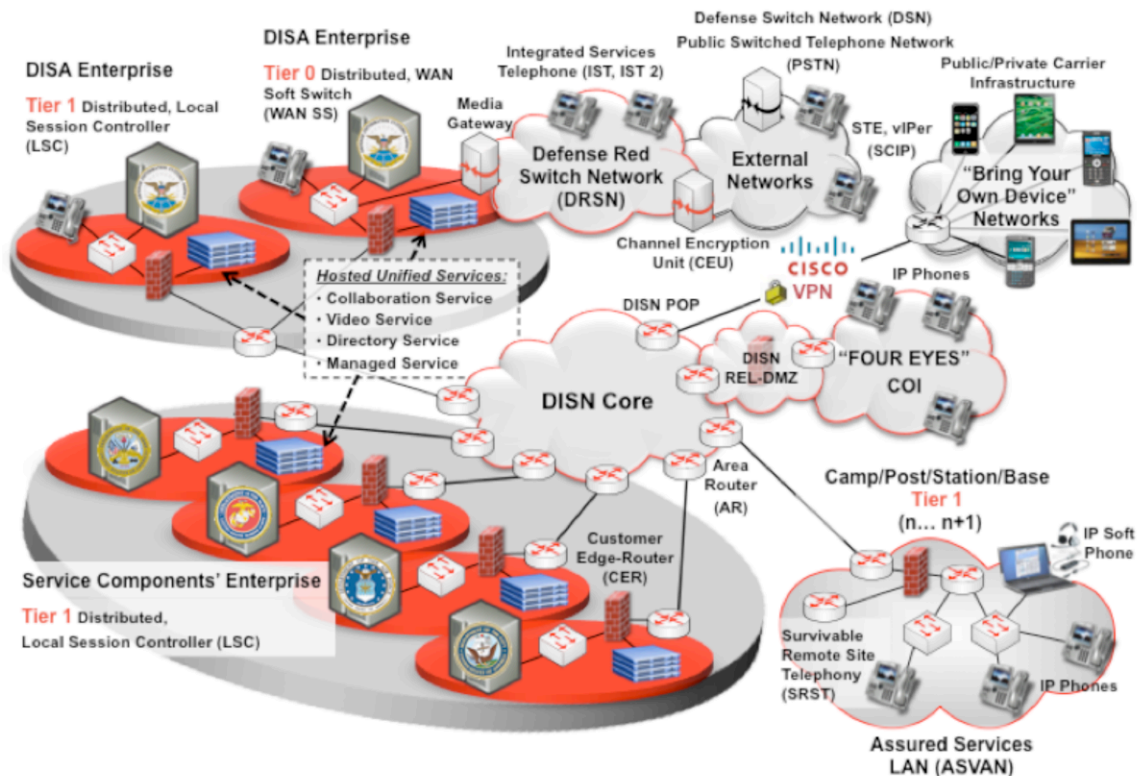 DISA Enterprise
Tier 1 Distributed, Local
Session Controller
(LSC)
DISA Enterprise
Tier 0 Distributed, WAN
Soft Switch
(WAN SS)
Media
Gateway
Integrated Services
Telephone (IST, IST 2)
Defense Red
Switch Network
(DRSN)
Defense Switch Network (DSN)
Public Switched Telephone Network
(PSTN)
External
Networks
STE, vIPer
(SCIP)
Channel Encryption
Unit (CEU)
Public/Private Carrier
Infrastructure
“Bring Your
Own Device”
Networks
CISCO
VPN
IP Phones
Hosted Unified Services:
· Collaboration Service
· Video Service
· Directory Service
· Managed Service
DISN POP
DISN Core
DISN
REL-DMZ
“FOUR EYES”
COI
Area
Router
(AR)
Customer
Edge-Router
(CER)
Service Components’ Enterprise
Tier 1 Distributed,
Local Session Controller (LSC)
Camp/Post/Station/Base
Tier 1
(n... n+1)
IP Soft
Phone
Survivable
Remote Site
Telephony
(SRST)
IP Phones
Assured Services
LAN (ASVAN)